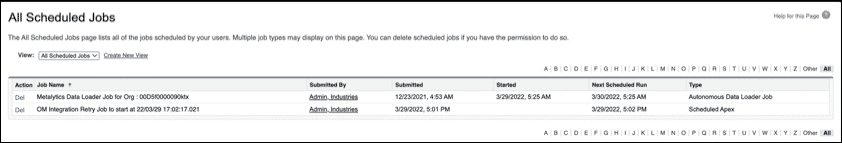 All Scheduled Jobs
Help for this Page ?
The All Scheduled Jobs page lists all of the jobs scheduled by your users. Multiple job types may display on this page. You can delete scheduled jobs if you have the permission to do so.
View: All Scheduled Jobs Create New View
A | B | C | D | E | F | G | H | I | J | K | L | M | N | O | P | Q | R | S | T | U | V | W | X | Y | Z | Other | All
Action Job Name ↑ Submitted By Submitted Started Next Scheduled Run Type
Del Metalytics Data Loader Job for Org : 00D5f0000090ktx Admin, Industries 12/23/2021, 4:53 AM 3/29/2022, 5:25 AM 3/30/2022, 5:25 AM Autonomous Data Loader Job
Del OM Integration Retry Job to start at 22/03/29 17:02:17.021 Admin, Industries 3/29/2022, 5:01 PM 3/29/2022, 5:02 PM Scheduled Apex
A | B | C | D | E | F | G | H | I | J | K | L | M | N | O | P | Q | R | S | T | U | V | W | X | Y | Z | Other | All